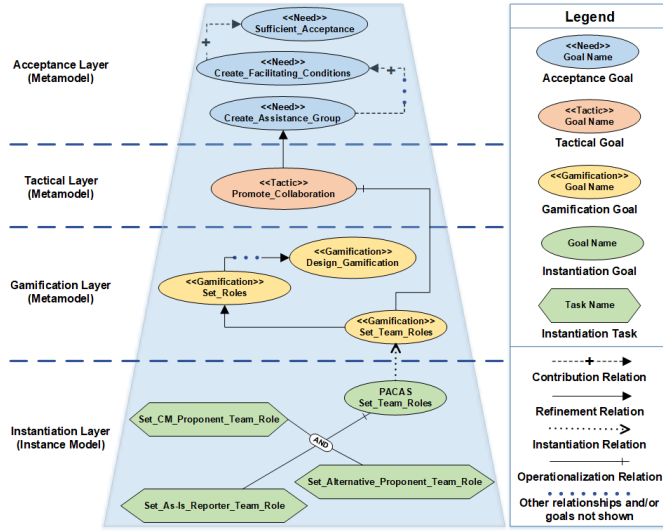 Acceptance Layer
(Metamodel)
<<Need>>
Sufficient_Acceptance
+
<<Need>>
Create_Facilitating_Conditions
+
<<Need>>
Create_Assistance_Group
Tactical Layer
(Metamodel)
<<Tactic>>
Promote_Collaboration
Gamification Layer
(Metamodel)
<<Gamification>>
Design_Gamification
<<Gamification>>
Set_Roles
<<Gamification>>
Set_Team_Roles
Instantiation Layer
(Instance Model)
PACAS
Set_Team_Roles
Set_CM_Proponent_Team_Role
AND
Set_Alternative_Proponent_Team_Role
Set_As-Is_Reporter_Team_Role
Legend
<<Need>>
Goal Name
Acceptance Goal
<<Tactic>>
Goal Name
Tactical Goal
<<Gamification>>
Goal Name
Gamification Goal
Goal Name
Instantiation Goal
Task Name
Instantiation Task
+
Contribution Relation
Refinement Relation
Instantiation Relation
Operationalization Relation
Other relationships and/or
goals not shown